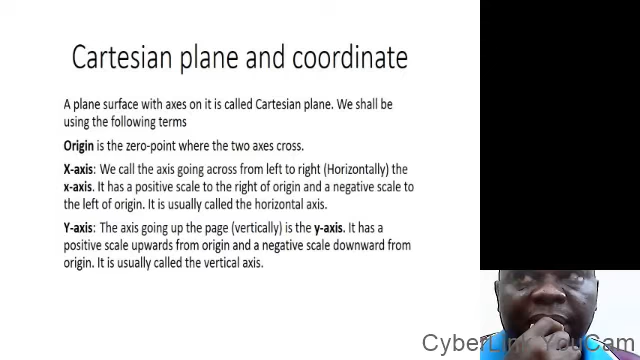 Cartesian plane and coordinate
A plane surface with axes on it is called Cartesian plane. We shall be
using the following terms
Origin is the zero-point where the two axes cross.
X-axis: We call the axis going across from left to right (Horizontally) the
x-axis. It has a positive scale to the right of origin and a negative scale to
the left of origin. It is usually called the horizontal axis.
Y-axis: The axis going up the page (vertically) is the y-axis. It has a
positive scale upwards from origin and a negative scale downward from
origin. It is usually called the vertical axis.
CyberLink YouCam